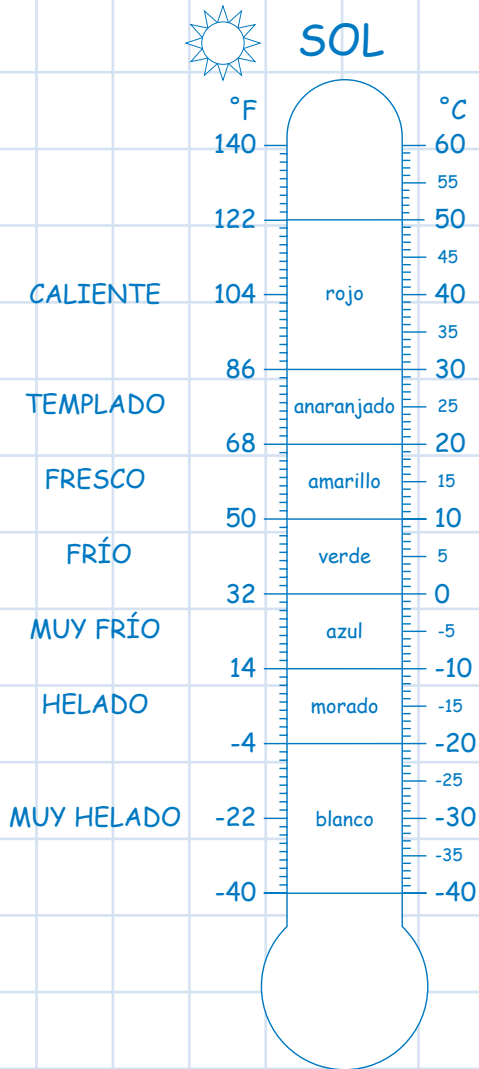 SOL
°F °C
140 60
55
122 50
45
CALIENTE 104 rojo 40
35
86 30
TEMPLADO anaranjado 25
68 20
FRESCO amarillo 15
50 10
FRÍO verde 5
32 0
MUY FRÍO azul -5
14 -10
HELADO morado -15
-4 -20
-25
MUY HELADO -22 blanco -30
-35
-40 -40